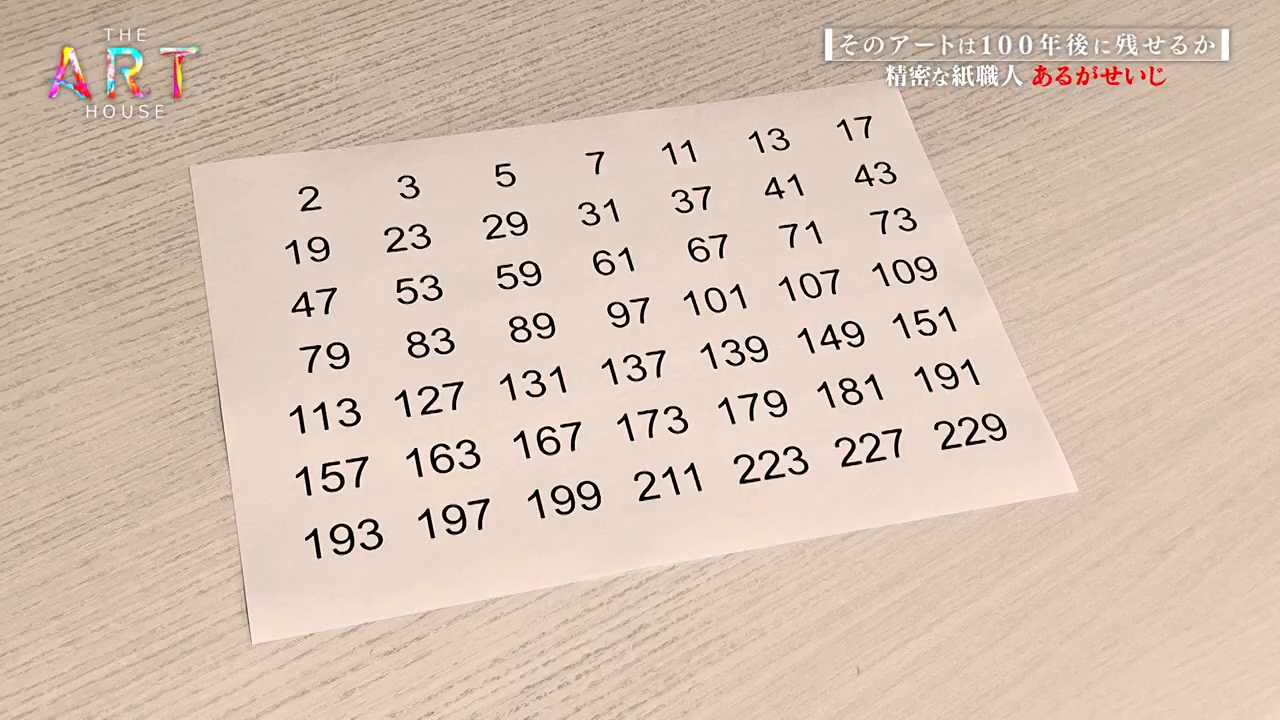 THE
ART
HOUSE
そのアートは100年後に残せるか
精密な紙職人 あるがせいじ
2 3 5 7 11 13 17
19 23 29 31 37 41 43
47 53 59 61 67 71 73
79 83 89 97 101 107 109
113 127 131 137 139 149 151
157 163 167 173 179 181 191
193 197 199 211 223 227 229